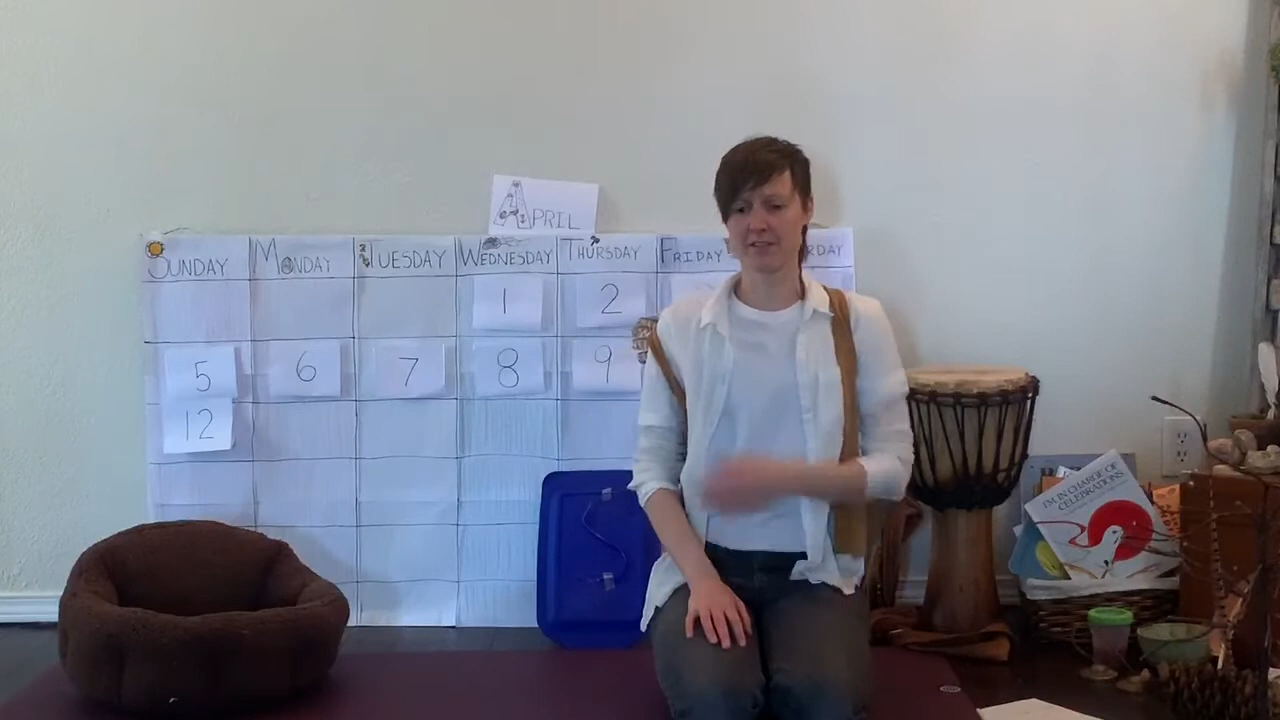 APRIL
SUNDAY MONDAY TUESDAY WEDNESDAY THURSDAY FRIDAY RDAY
1 2
5 6 7 8 9
12
I'M IN CHARGE OF
CELEBRATIONS